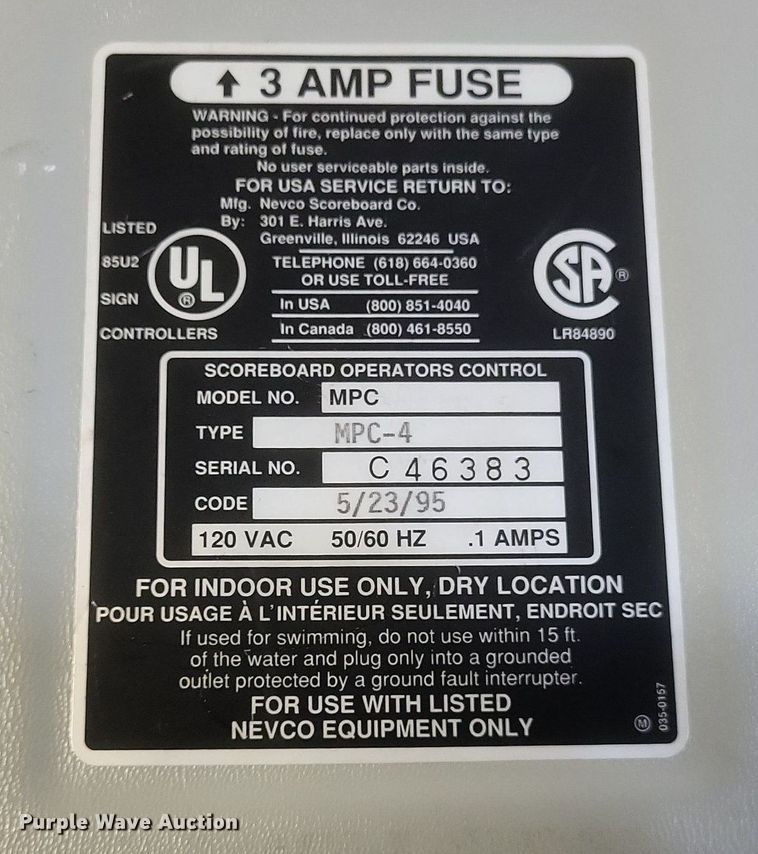 ↑ 3 AMP FUSE
WARNING - For continued protection against the
possibility of fire, replace only with the same type
and rating of fuse.
No user serviceable parts inside.
FOR USA SERVICE RETURN TO:
Mfg. Nevco Scoreboard Co.
By: 301 E. Harris Ave.
Greenville, Illinois 62246 USA
TELEPHONE (618) 664-0360
OR USE TOLL-FREE
In USA (800) 851-4040
In Canada (800) 461-8550
LISTED
85U2
SIGN
CONTROLLERS
UL ®
SA ®
LR84890
SCOREBOARD OPERATORS CONTROL
MODEL NO. MPC
TYPE MPC-4
SERIAL NO. C 46383
CODE 5/23/95
120 VAC 50/60 HZ .1 AMPS
FOR INDOOR USE ONLY, DRY LOCATION
POUR USAGE À L'INTÉRIEUR SEULEMENT, ENDROIT SEC
If used for swimming, do not use within 15 ft.
of the water and plug only into a grounded
outlet protected by a ground fault interrupter.
FOR USE WITH LISTED
NEVCO EQUIPMENT ONLY
M 035-0157
Purple Wave Auction